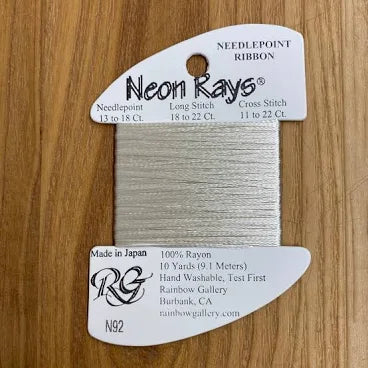 NEEDLEPOINT
RIBBON
Neon Rays®
Needlepoint Long Stitch Cross Stitch
13 to 18 Ct. 18 to 22 Ct. 11 to 22 Ct.
Made in Japan
RG
N92
100% Rayon
10 Yards (9.1 Meters)
Hand Washable, Test First
Rainbow Gallery
Burbank, CA
rainbowgallery.com